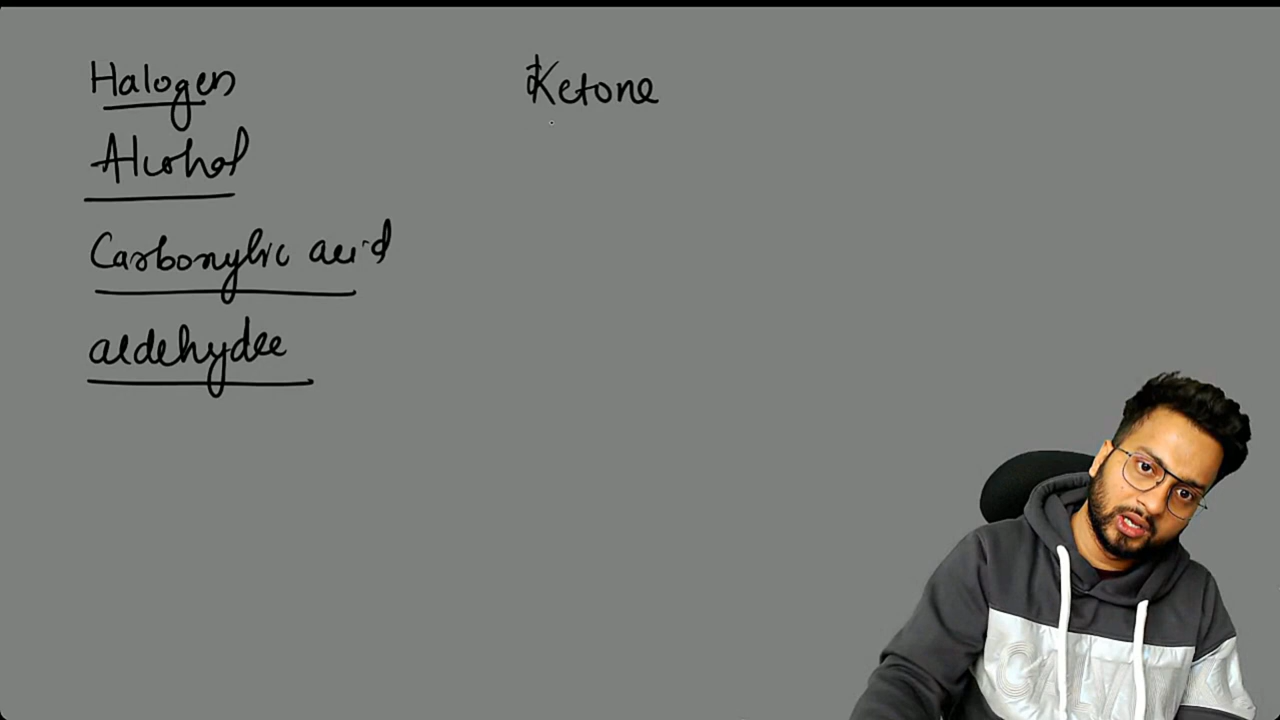 Halogen
Alcohol
Carbonylic acid
aldehydee
Ketone